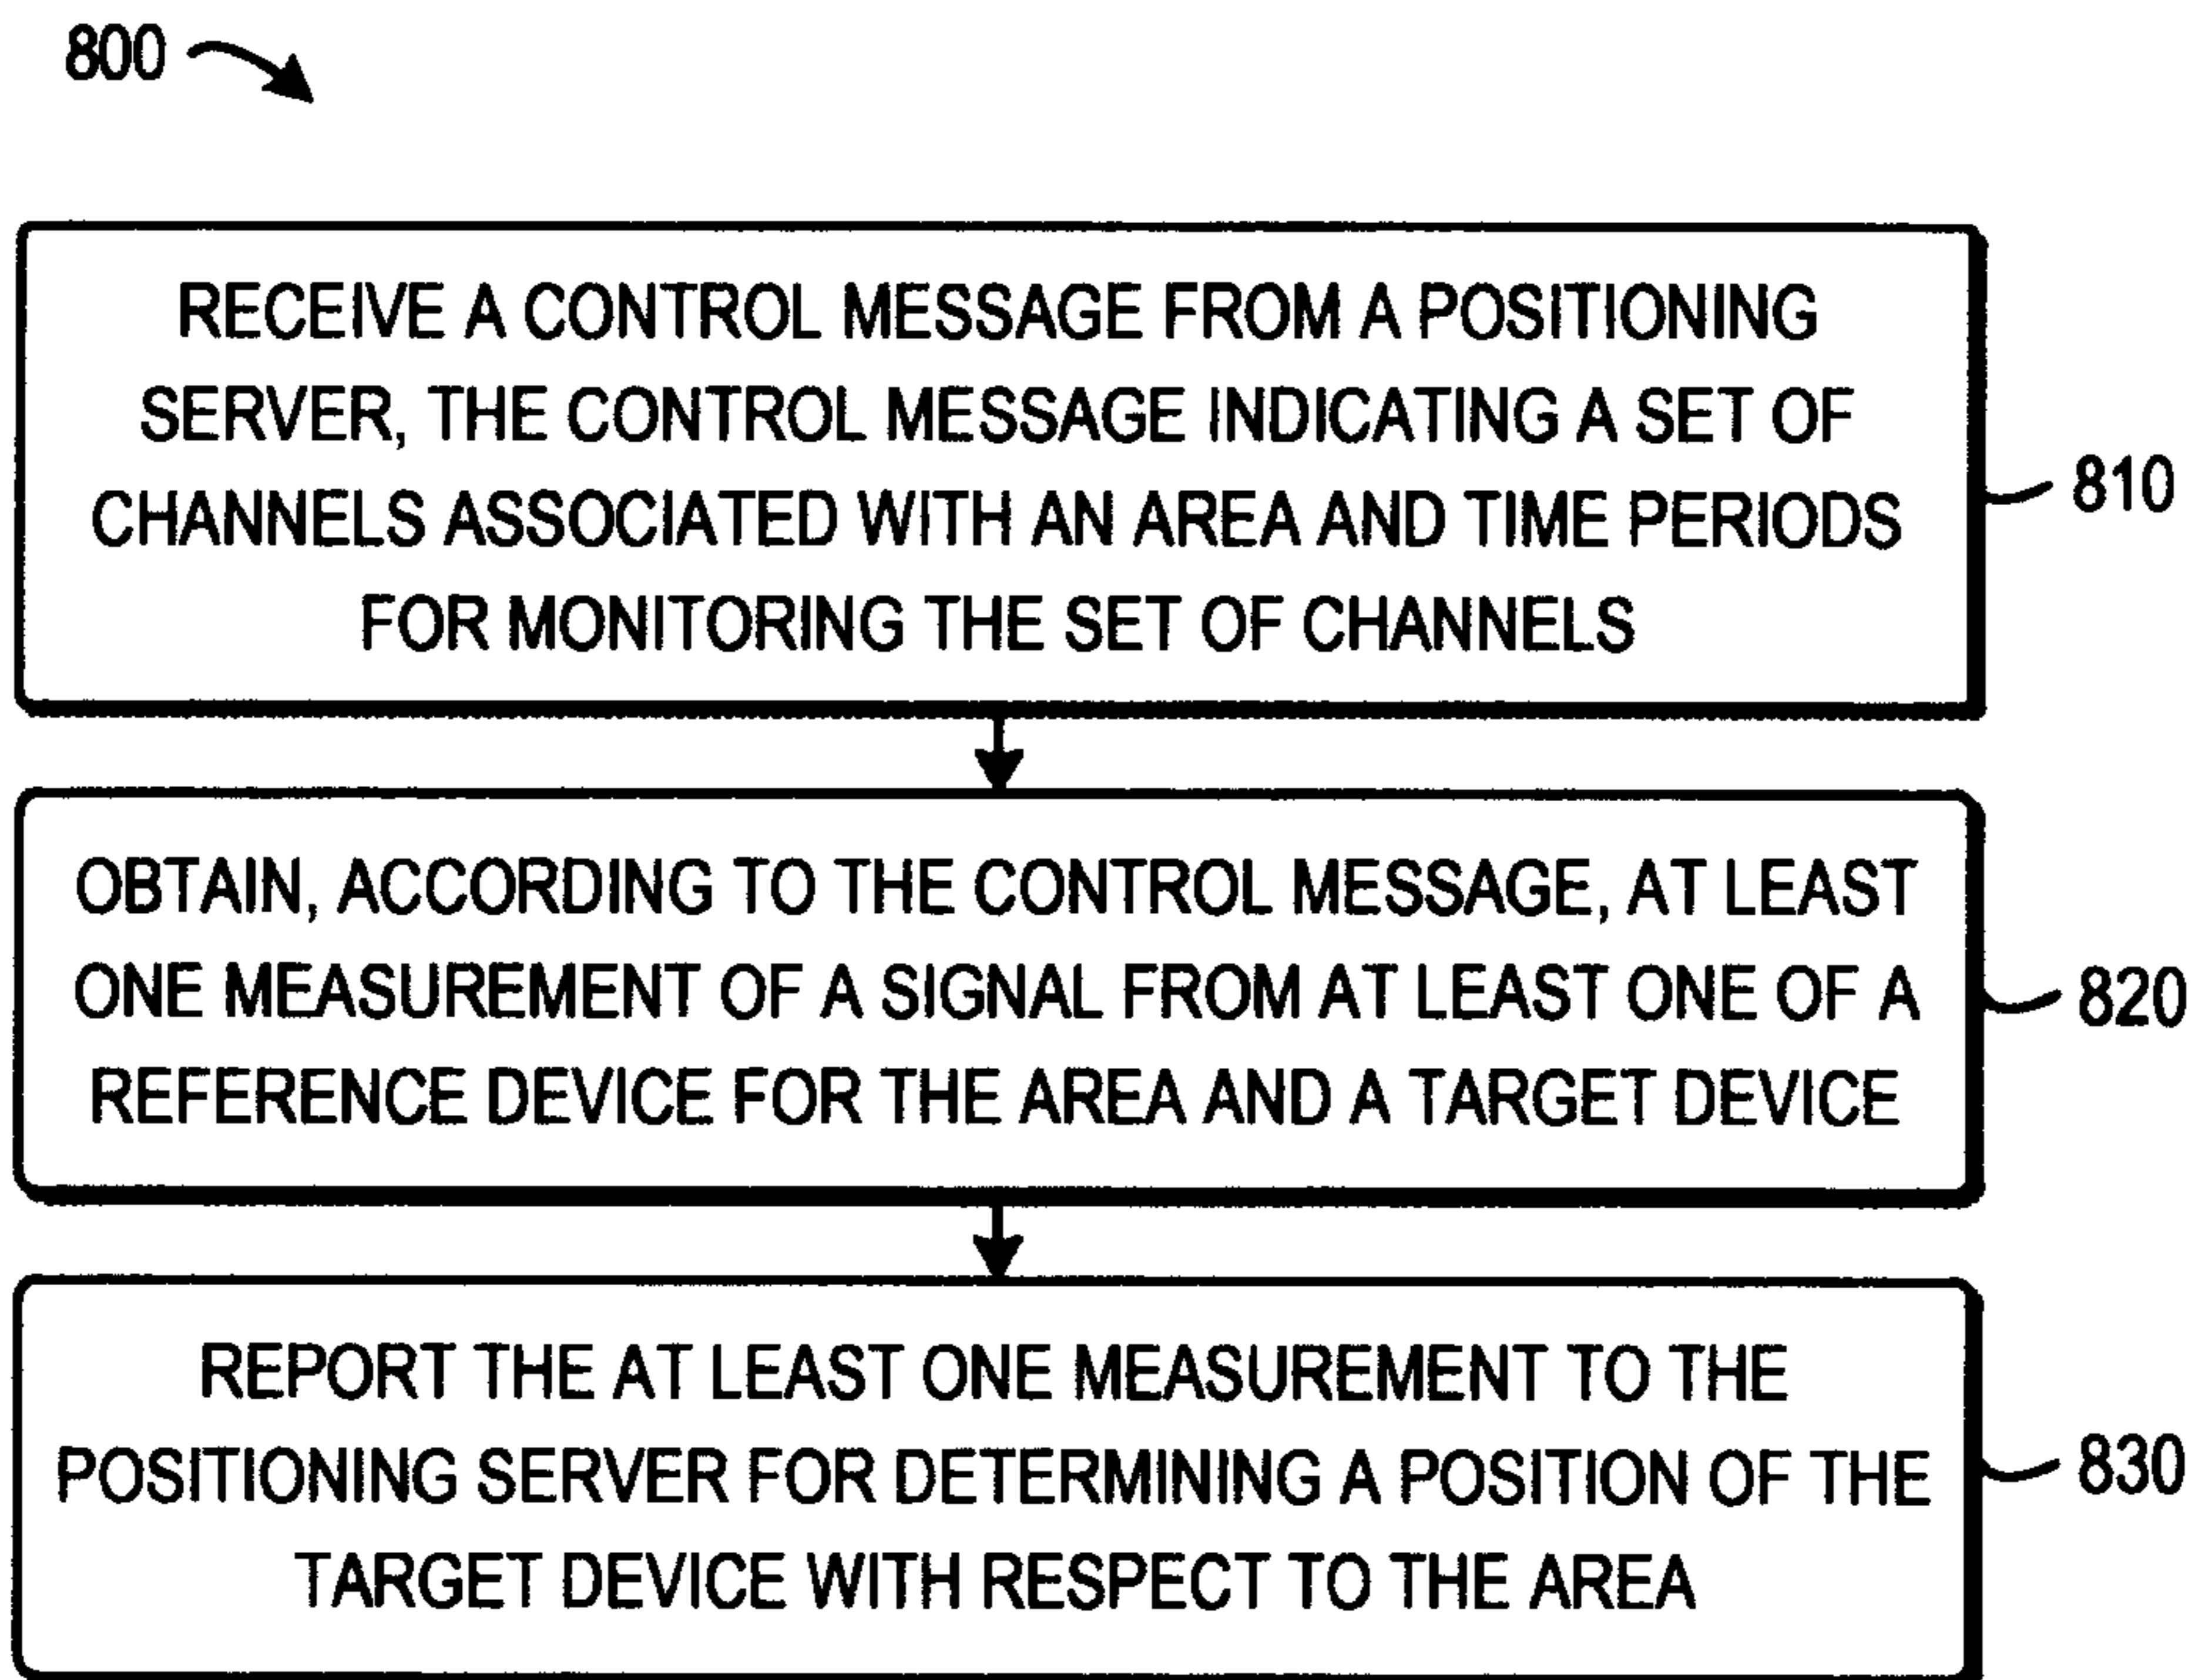 800
RECEIVE A CONTROL MESSAGE FROM A POSITIONING
SERVER, THE CONTROL MESSAGE INDICATING A SET OF
CHANNELS ASSOCIATED WITH AN AREA AND TIME PERIODS
FOR MONITORING THE SET OF CHANNELS
810
OBTAIN, ACCORDING TO THE CONTROL MESSAGE, AT LEAST
ONE MEASUREMENT OF A SIGNAL FROM AT LEAST ONE OF A
REFERENCE DEVICE FOR THE AREA AND A TARGET DEVICE
820
REPORT THE AT LEAST ONE MEASUREMENT TO THE
POSITIONING SERVER FOR DETERMINING A POSITION OF THE
TARGET DEVICE WITH RESPECT TO THE AREA
830